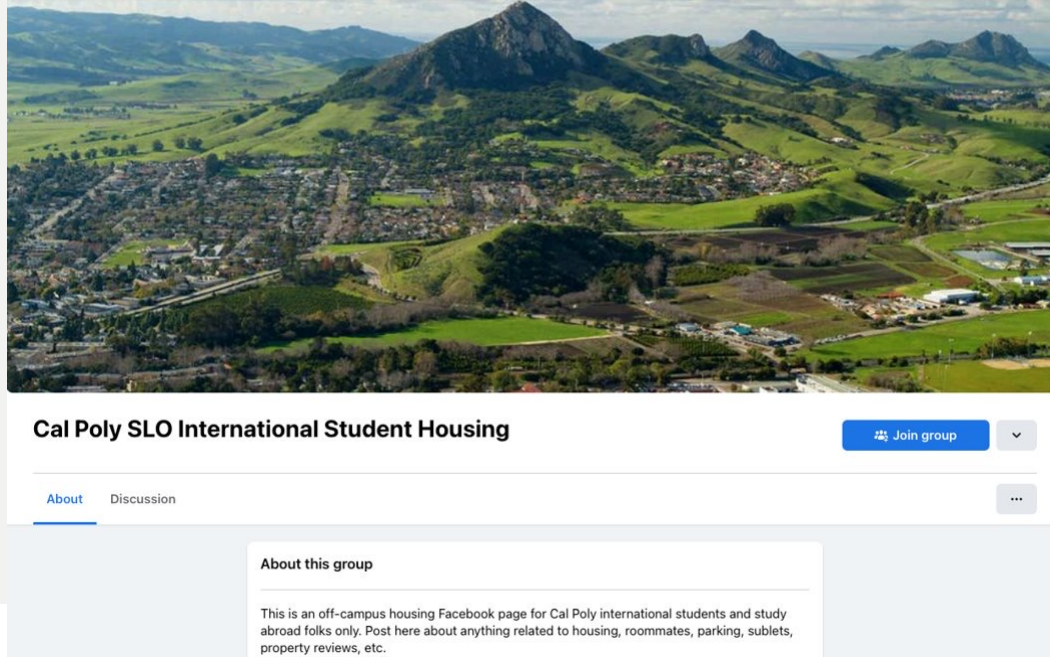 Cal Poly SLO International Student Housing
Join group
About Discussion
...
About this group
This is an off-campus housing Facebook page for Cal Poly international students and study
abroad folks only. Post here about anything related to housing, roommates, parking, sublets,
property reviews, etc.